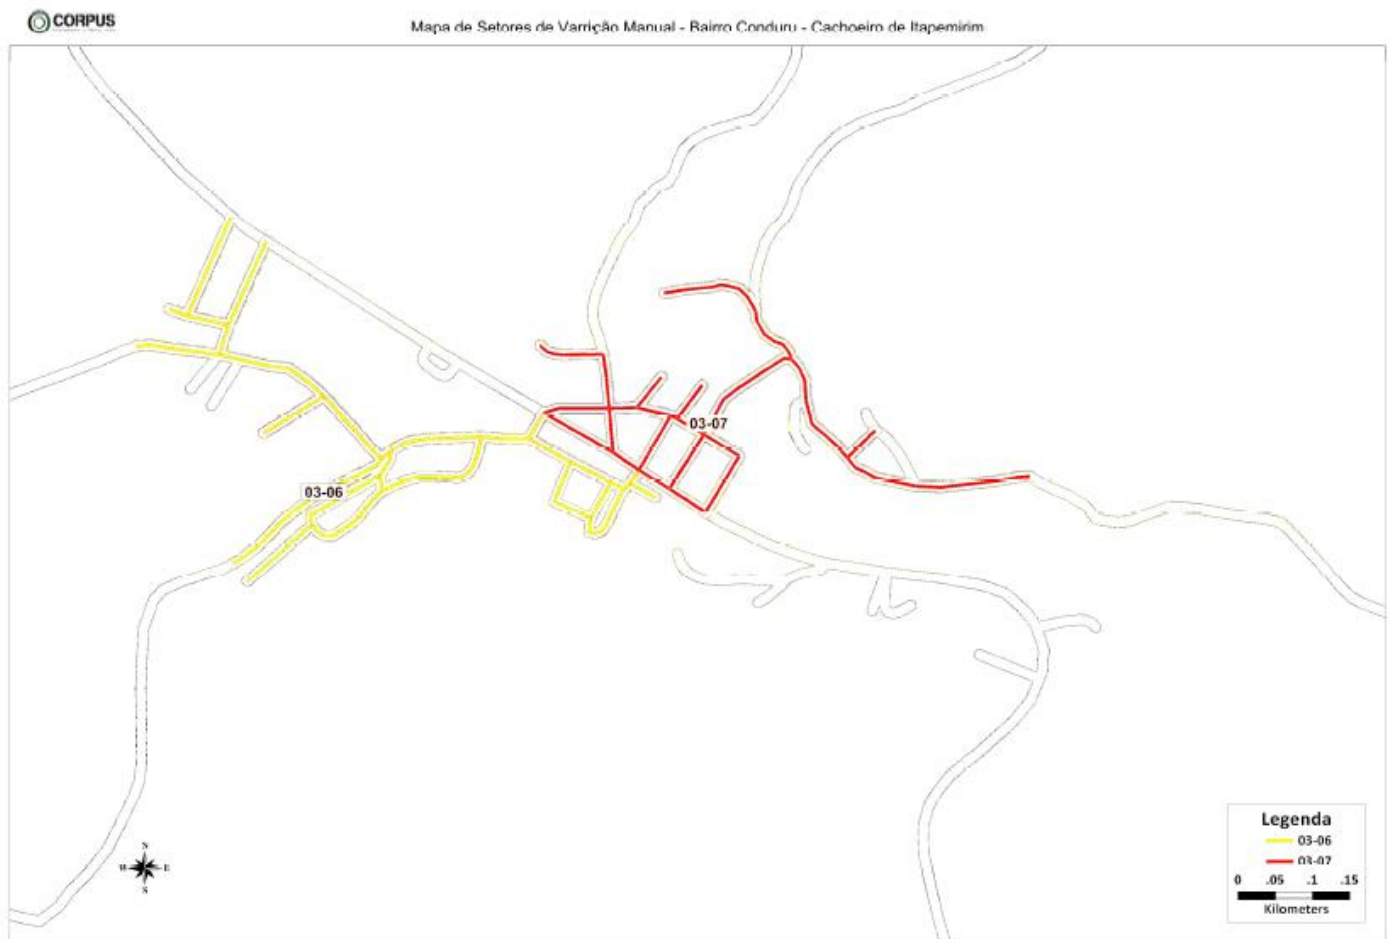 CORPUS
Mapa de Setores de Varrição Manual - Bairro Conduru - Cachoeiro de Itapemirim
03-07
03-06
Legenda
03-06
03-07
0 .05 .1 .15
Kilometers
N
W E
S